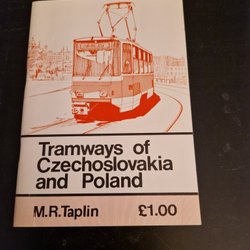 Tramways of
Czechoslovakia
and Poland
M.R.Taplin £1.00